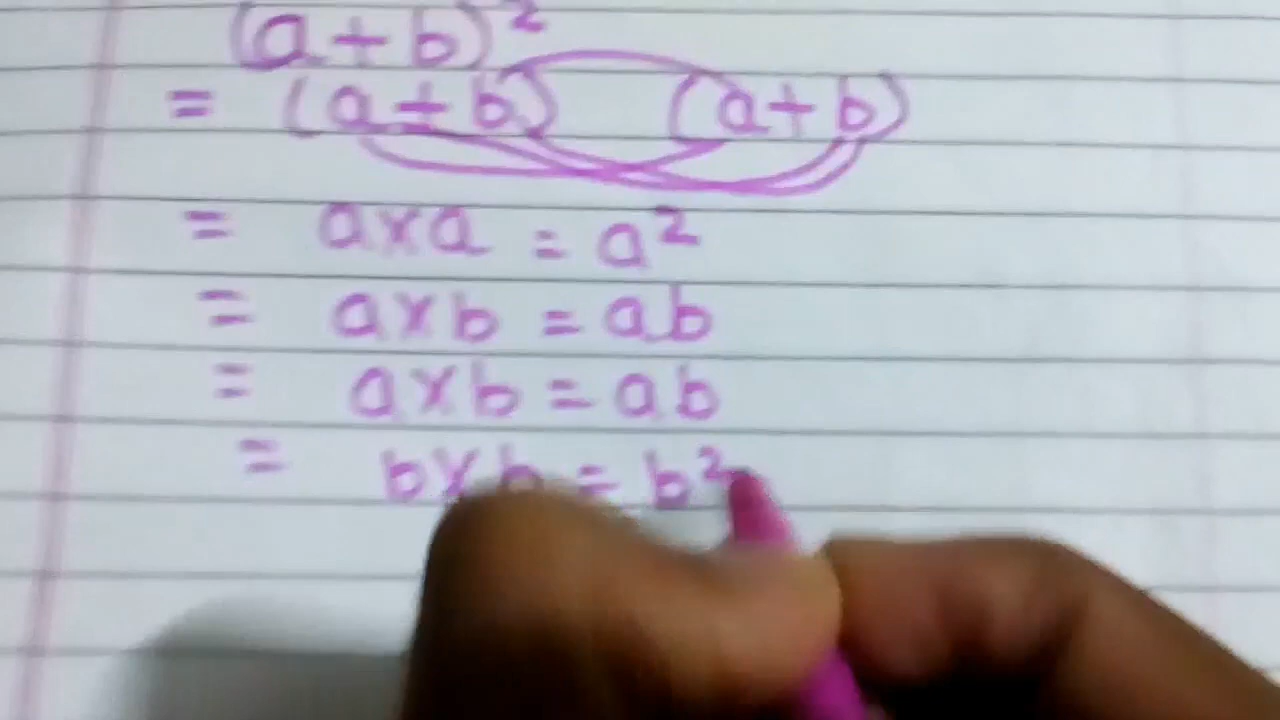 (a+b)²
= (a+b) (a+b)
= a×a = a²
= a×b = ab
= a×b = ab
= b×b = b²